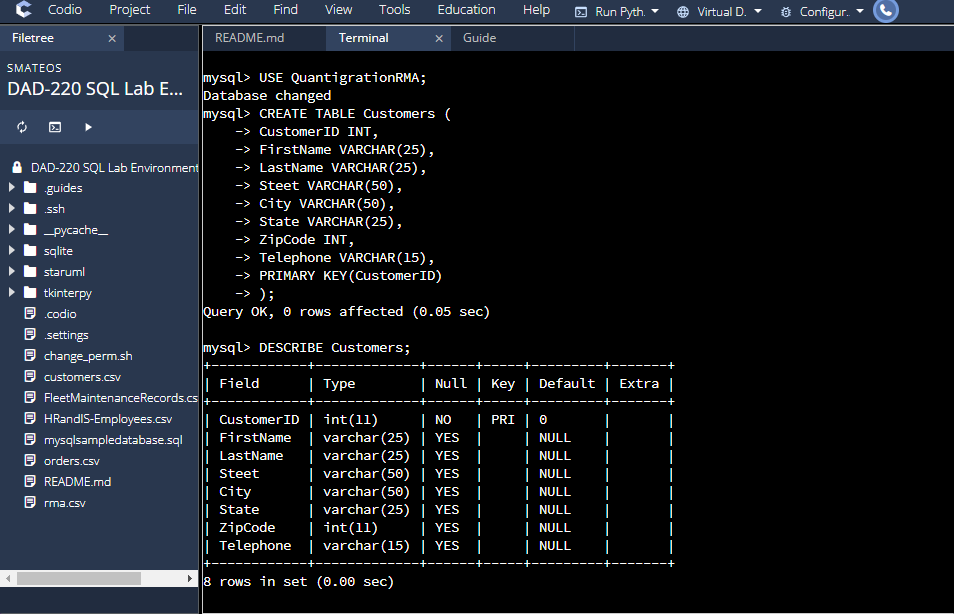 Codio Project File Edit Find View Tools Education Help Run Pyth. Virtual D. Configur.
Filetree × README.md Terminal × Guide
SMATEOS
DAD-220 SQL Lab E...
DAD-220 SQL Lab Environment
.guides
.ssh
__pycache__
sqlite
staruml
tkinterpy
.codio
.settings
change_perm.sh
customers.csv
FleetMaintenanceRecords.cs
HRandIS-Employees.csv
mysqlsampledatabase.sql
orders.csv
README.md
rma.csv
mysql> USE QuantigrationRMA;
Database changed
mysql> CREATE TABLE Customers (
-> CustomerID INT,
-> FirstName VARCHAR(25),
-> LastName VARCHAR(25),
-> Steet VARCHAR(50),
-> City VARCHAR(50),
-> State VARCHAR(25),
-> ZipCode INT,
-> Telephone VARCHAR(15),
-> PRIMARY KEY(CustomerID)
-> );
Query OK, 0 rows affected (0.05 sec)
mysql> DESCRIBE Customers;
+------------+-------------+------+-----+---------+-------+
| Field | Type | Null | Key | Default | Extra |
+------------+-------------+------+-----+---------+-------+
| CustomerID | int(11) | NO | PRI | 0 | |
| FirstName | varchar(25) | YES | | NULL | |
| LastName | varchar(25) | YES | | NULL | |
| Steet | varchar(50) | YES | | NULL | |
| City | varchar(50) | YES | | NULL | |
| State | varchar(25) | YES | | NULL | |
| ZipCode | int(11) | YES | | NULL | |
| Telephone | varchar(15) | YES | | NULL | |
+------------+-------------+------+-----+---------+-------+
8 rows in set (0.00 sec)